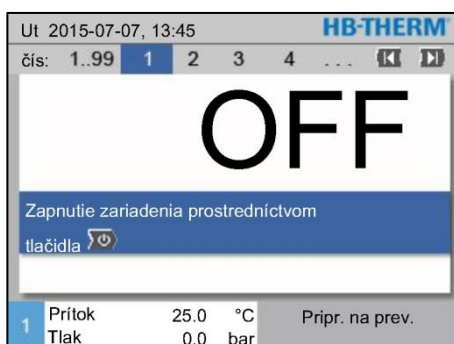 Ut 2015-07-07, 13:45 HB-THERM
čís: 1..99 1 2 3 4 ...
OFF
Zapnutie zariadenia prostredníctvom
tlačidla
1 Prítok 25.0 °C Pripr. na prev.
Tlak 0.0 bar